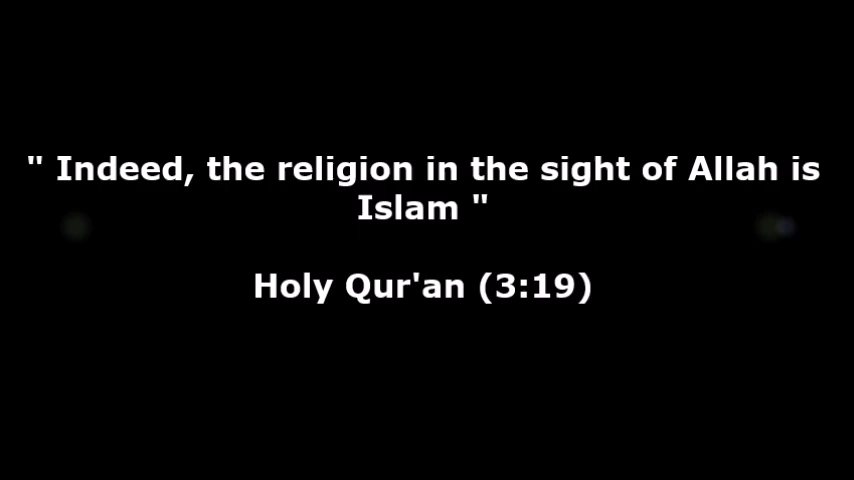 " Indeed, the religion in the sight of Allah is
Islam "
Holy Qur'an (3:19)